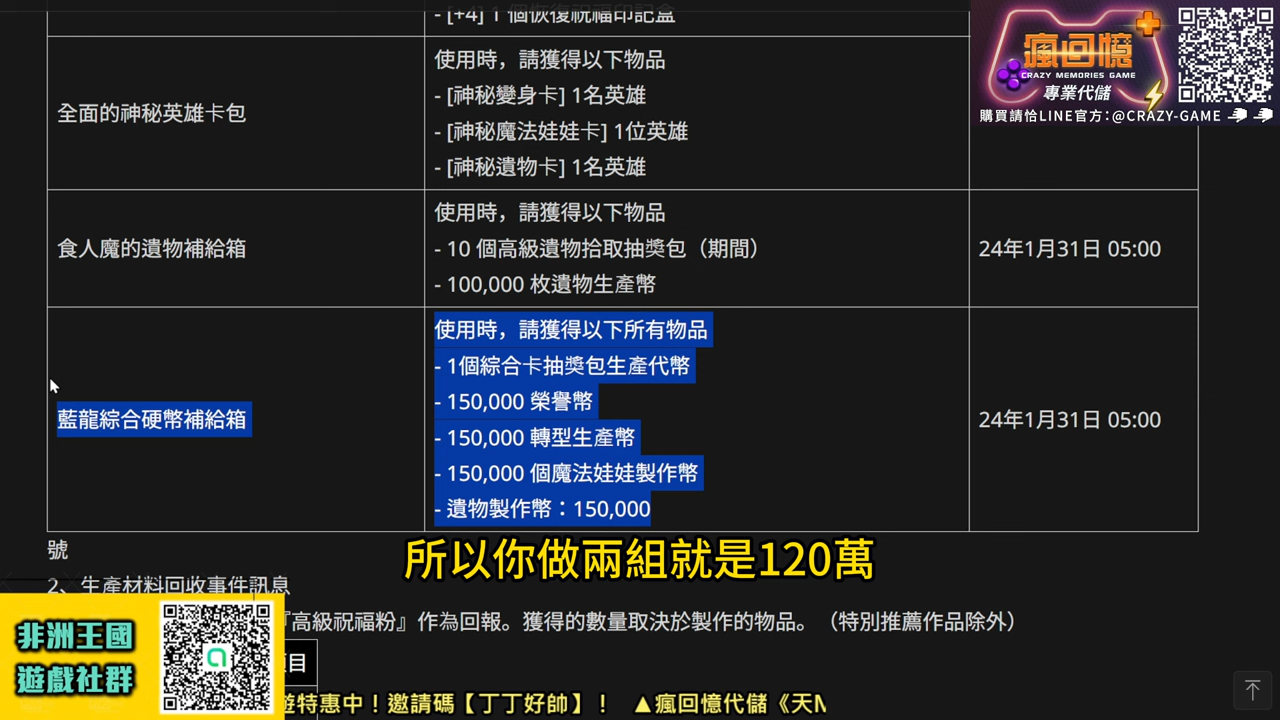 - [+4] 1 個恢復祝福印記盒
全面的神秘英雄卡包
使用時，請獲得以下物品
- [神秘變身卡] 1名英雄
- [神秘魔法娃娃卡] 1位英雄
- [神秘遺物卡] 1名英雄
食人魔的遺物補給箱
使用時，請獲得以下物品
- 10 個高級遺物拾取抽獎包（期間）
- 100,000 枚遺物生產幣
24年1月31日 05:00
藍龍綜合硬幣補給箱
使用時，請獲得以下所有物品
- 1個綜合卡抽獎包生產代幣
- 150,000 榮譽幣
- 150,000 轉型生產幣
- 150,000 個魔法娃娃製作幣
- 遺物製作幣：150,000
24年1月31日 05:00
號
2、生產材料回收事件訊息
『高級祝福粉』作為回報。獲得的數量取決於製作的物品。（特別推薦作品除外）
目
所以你做兩組就是120萬
瘋回憶
CRAZY MEMORIES GAME
專業代儲
購買請恰LINE官方：@CRAZY-GAME
非洲王國
遊戲社群
遊特惠中！邀請碼【丁丁好帥】！ ▲瘋回憶代儲《天